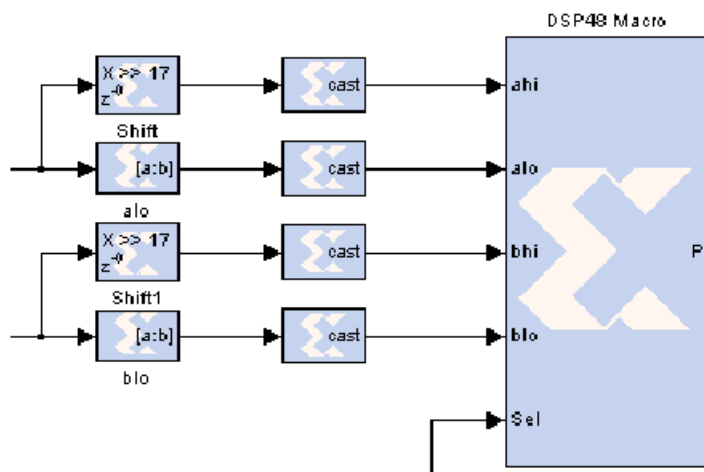 DSP48 Macro
X >> 17
z-0
cast
ahi
Shift
[a:b]
cast
alo
alo
X >> 17
z-0
cast
bhi
P
Shift1
[a:b]
cast
blo
blo
Sel